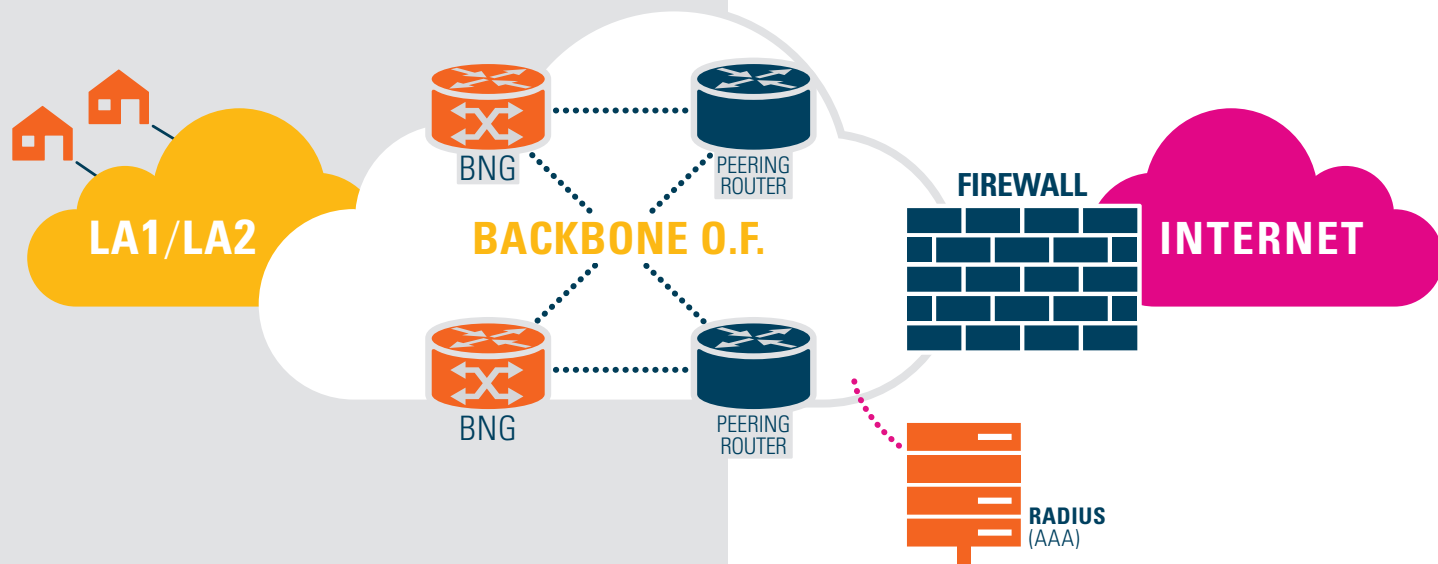 BNG
PEERING
ROUTER
FIREWALL
LA1/LA2
BACKBONE O.F.
INTERNET
BNG
PEERING
ROUTER
RADIUS
(AAA)